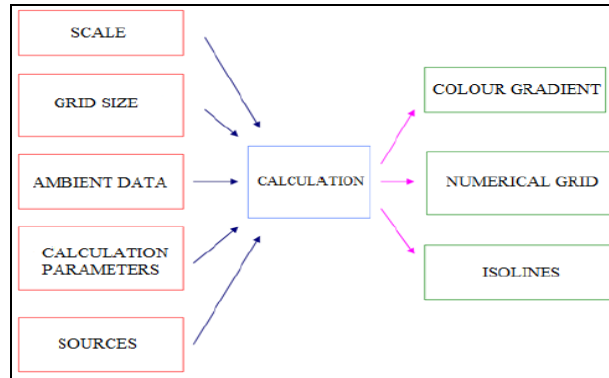 SCALE
GRID SIZE
AMBIENT DATA
CALCULATION
PARAMETERS
SOURCES
CALCULATION
COLOUR GRADIENT
NUMERICAL GRID
ISOLINES